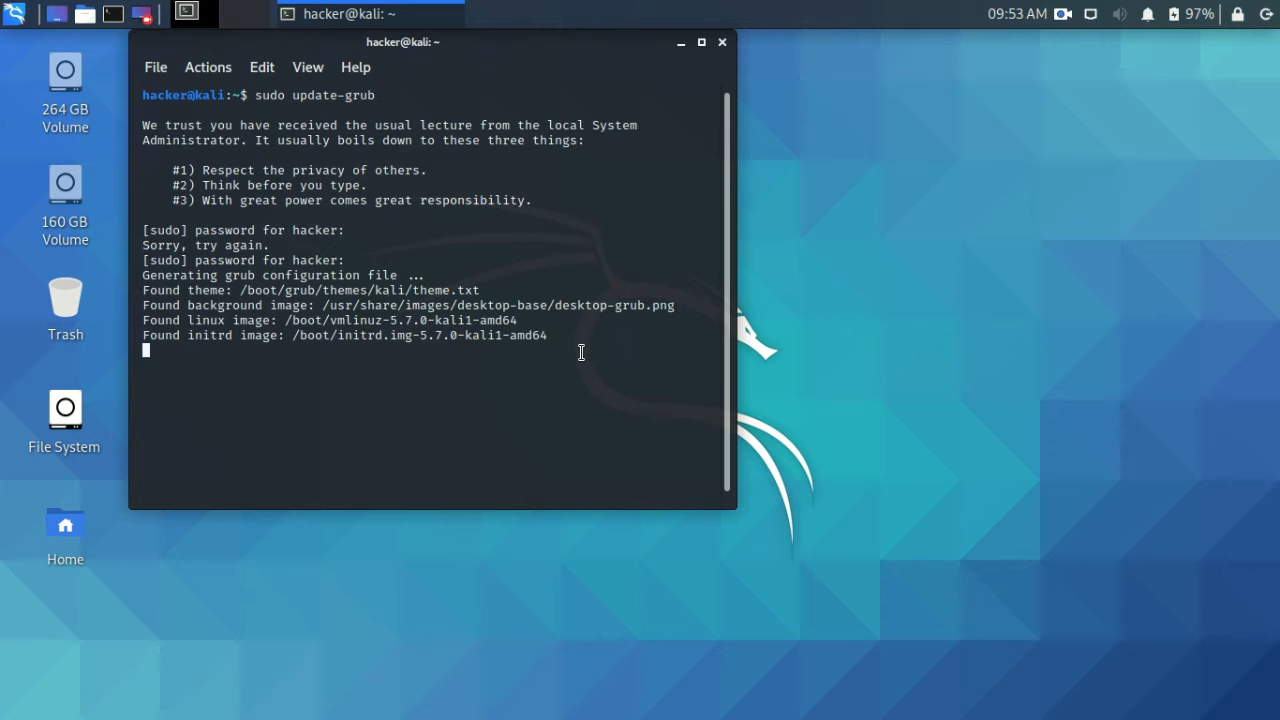 hacker@kali: ~
09:53 AM
97%
hacker@kali: ~
File Actions Edit View Help
hacker@kali:~$ sudo update-grub
We trust you have received the usual lecture from the local System
Administrator. It usually boils down to these three things:
#1) Respect the privacy of others.
#2) Think before you type.
#3) With great power comes great responsibility.
[sudo] password for hacker:
Sorry, try again.
[sudo] password for hacker:
Generating grub configuration file ...
Found theme: /boot/grub/themes/kali/theme.txt
Found background image: /usr/share/images/desktop-base/desktop-grub.png
Found linux image: /boot/vmlinuz-5.7.0-kali1-amd64
Found initrd image: /boot/initrd.img-5.7.0-kali1-amd64
264 GB
Volume
160 GB
Volume
Trash
File System
Home